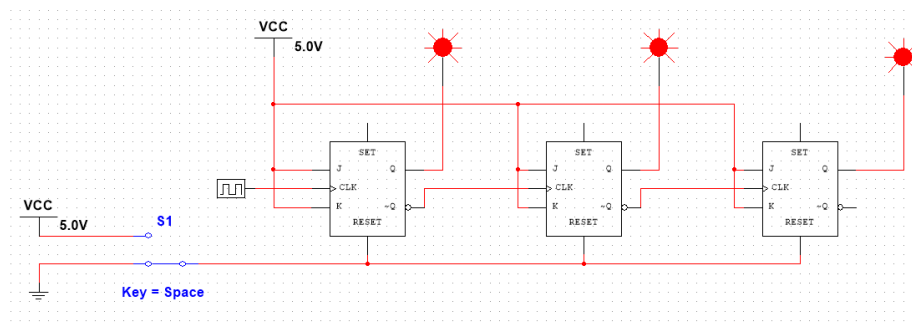 VCC
5.0V
SET
J Q
CLK
K ~Q
RESET
SET
J Q
CLK
K ~Q
RESET
SET
J Q
CLK
K ~Q
RESET
VCC
5.0V
S1
Key = Space